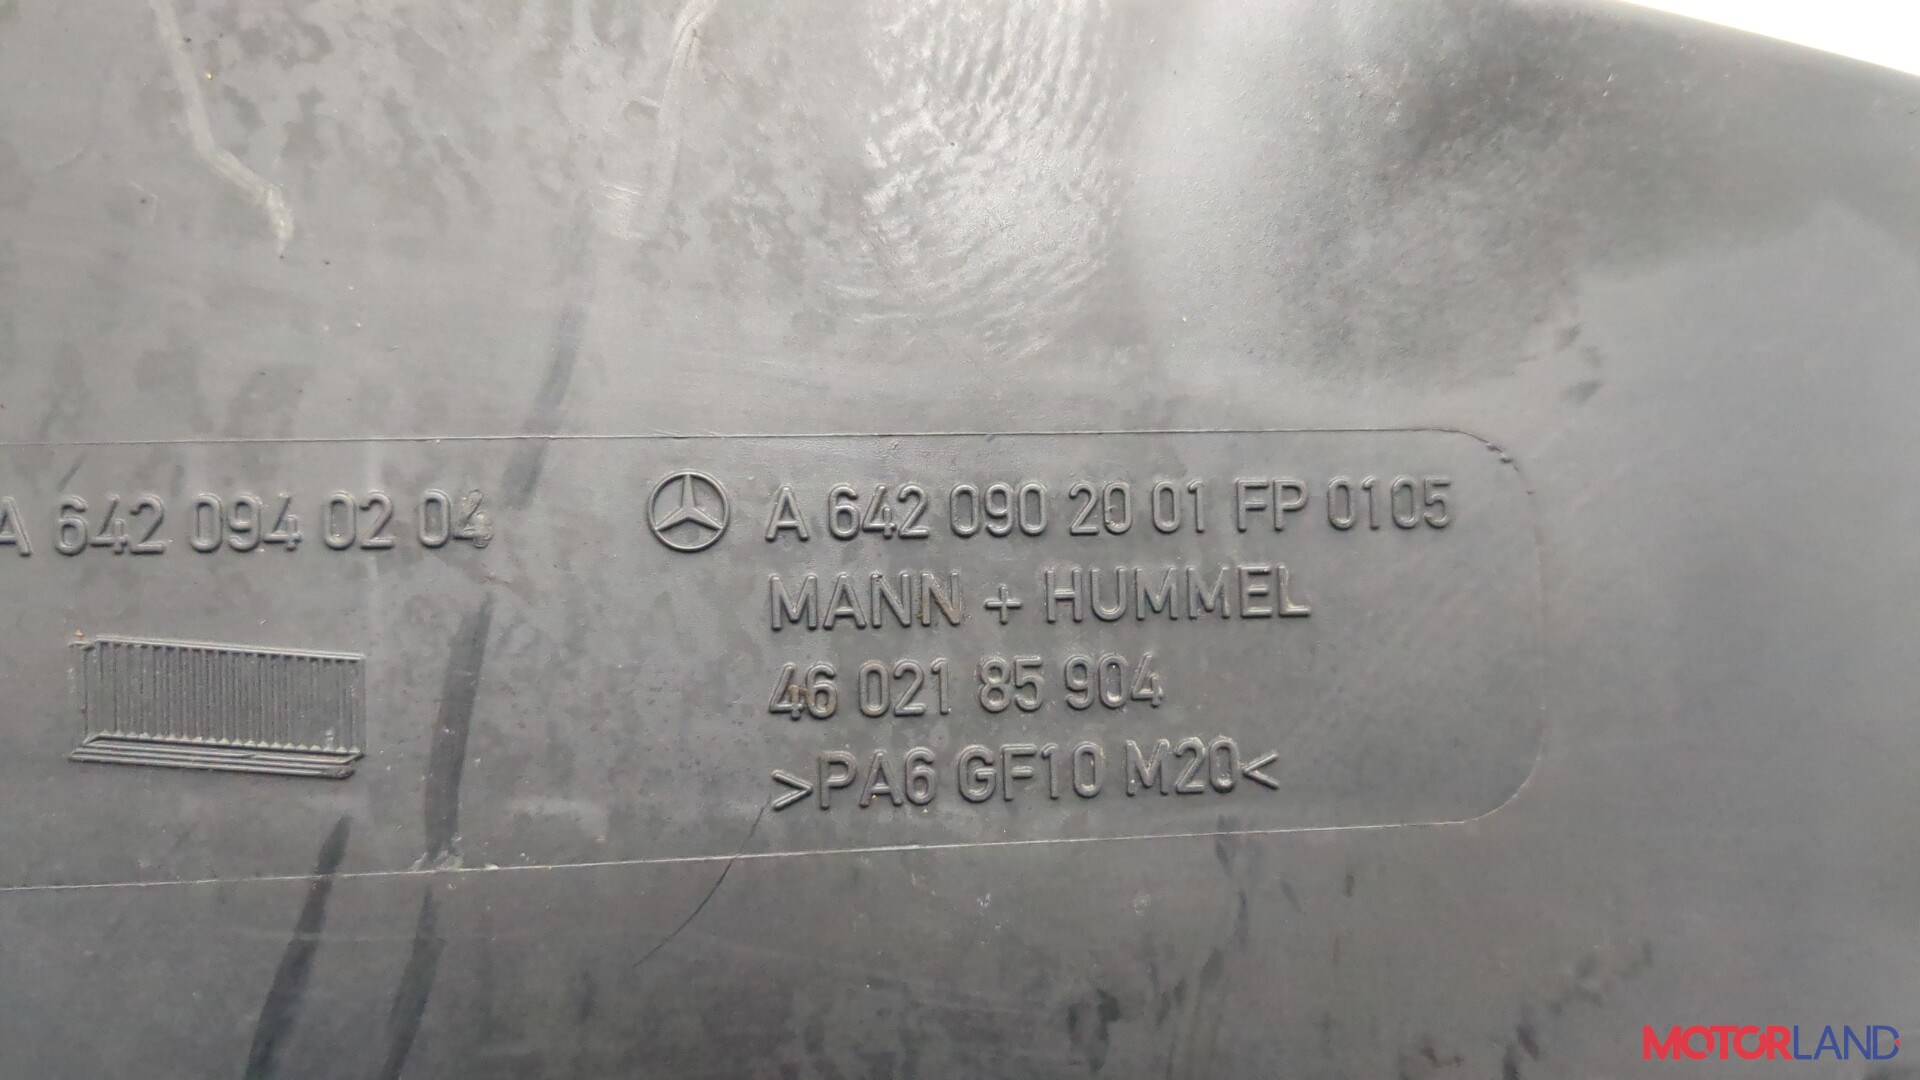 A 642 094 02 04
A 642 090 20 01 FP 0105
MANN + HUMMEL
46 021 85 904
>PA6 GF10 M20<
MOTORLAND